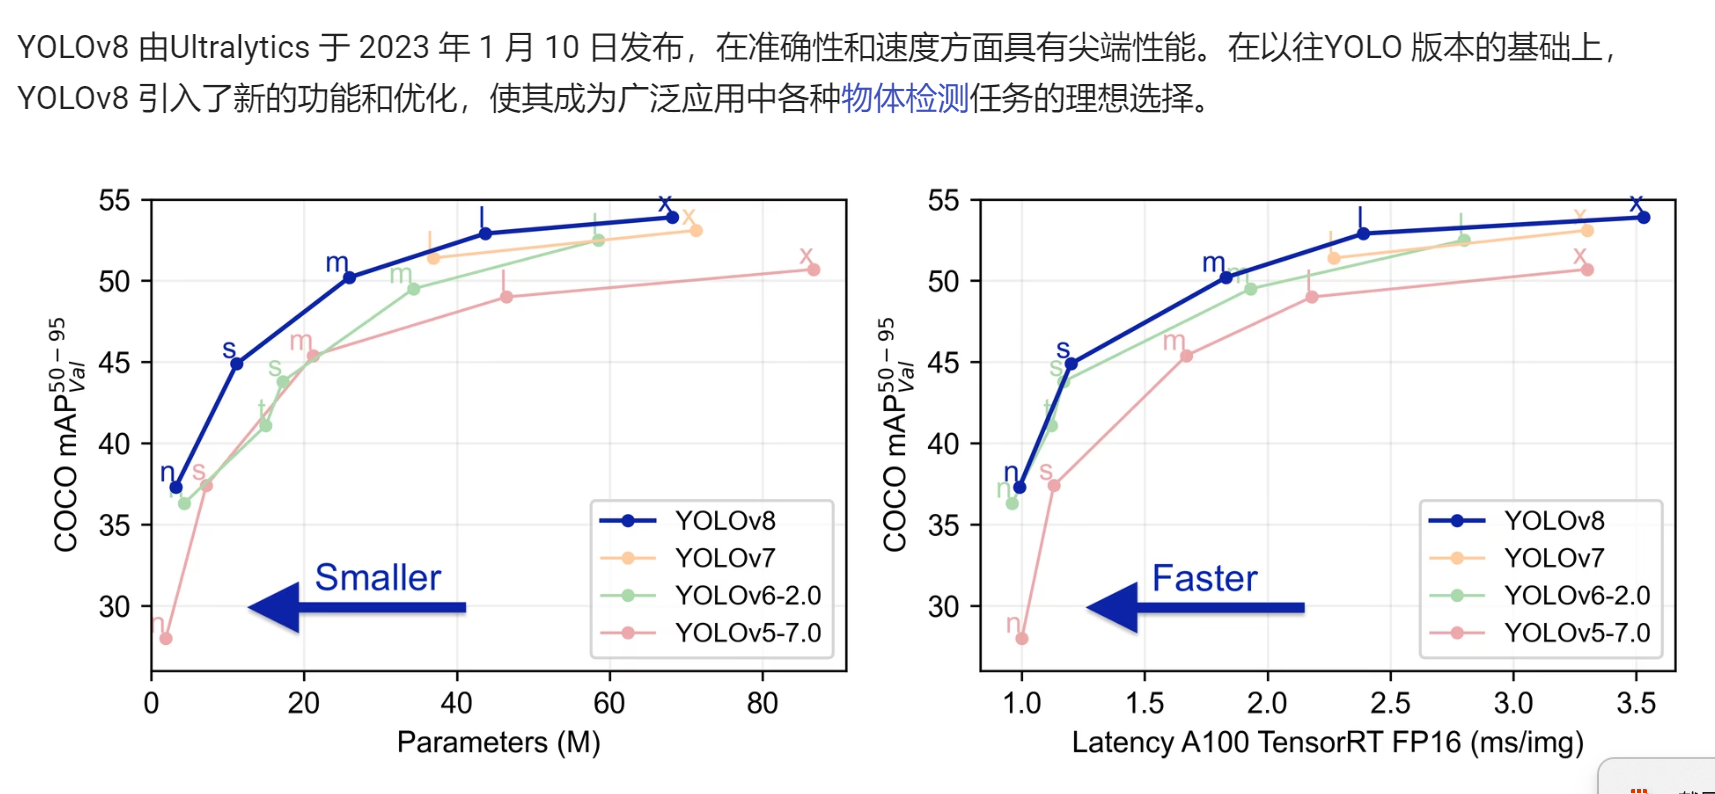 YOLOv8 由Ultralytics 于 2023 年 1 月 10 日发布，在准确性和速度方面具有尖端性能。在以往YOLO 版本的基础上，
YOLOv8 引入了新的功能和优化，使其成为广泛应用中各种物体检测任务的理想选择。
55
50
45
40
35
30
0
20
40
60
80
COCO mAP50-95 Val
Parameters (M)
n
s
m
l
x
l
x
t
s
m
l
n
s
m
l
x
Smaller
YOLOv8
YOLOv7
YOLOv6-2.0
YOLOv5-7.0
55
50
45
40
35
30
1.0
1.5
2.0
2.5
3.0
3.5
COCO mAP50-95 Val
Latency A100 TensorRT FP16 (ms/img)
n
s
m
l
x
l
x
n
t
s
m
l
n
s
m
l
x
Faster
YOLOv8
YOLOv7
YOLOv6-2.0
YOLOv5-7.0